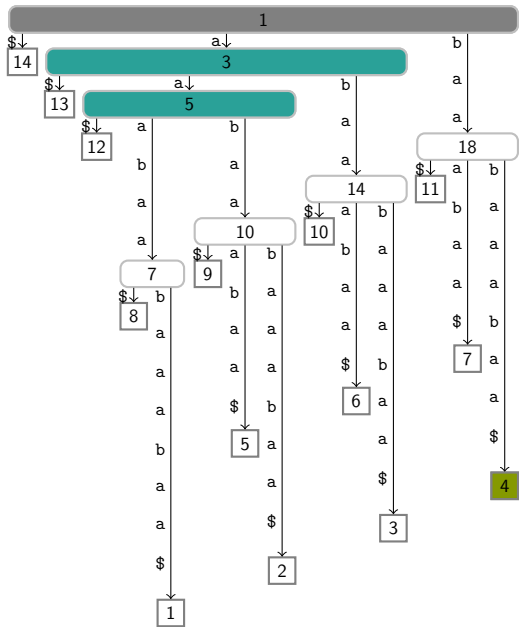 1
$ a b
14 3
a
$ a b
13 5
a a
$ a b
12 18
b a a $ a b
14 11
a a b a
$ a b
10 10
a b a a a
$ a b
7 9
b a a a a a
$ b
8
$ b
a a a a
a
7 a
$ b
a a
a
6 a
a
$ b
a
$
5 a
b
4
a
$
a
3
$
a
2
$
1